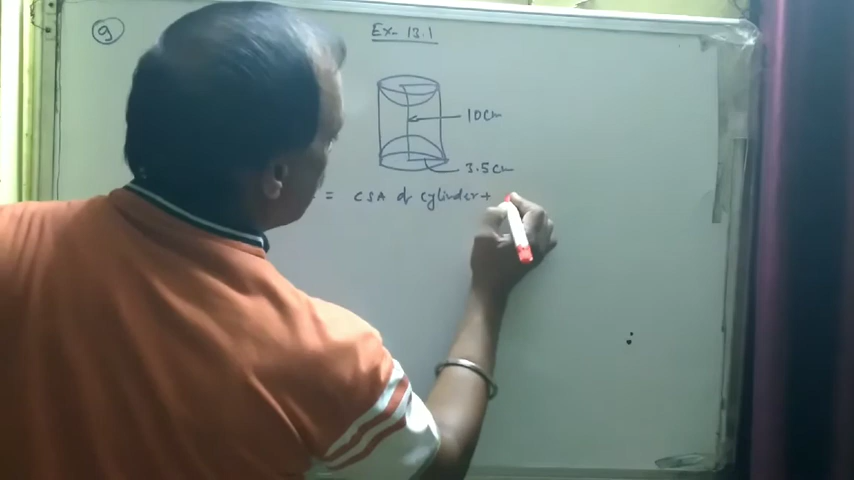 9
Ex- 13.1
10cm
3.5cm
= CSA of cylinder +